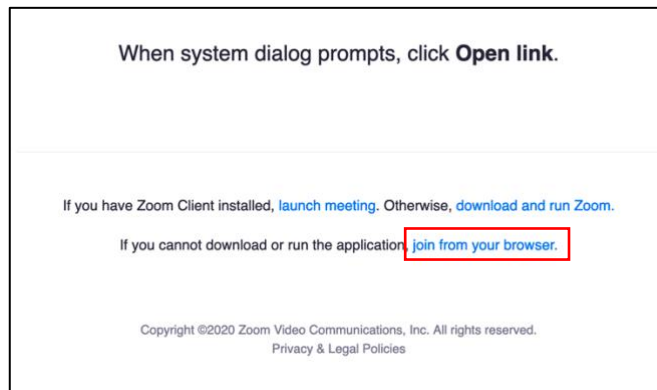 When system dialog prompts, click Open link.
If you have Zoom Client installed, launch meeting. Otherwise, download and run Zoom.
If you cannot download or run the application, join from your browser.
Copyright ©2020 Zoom Video Communications, Inc. All rights reserved.
Privacy & Legal Policies